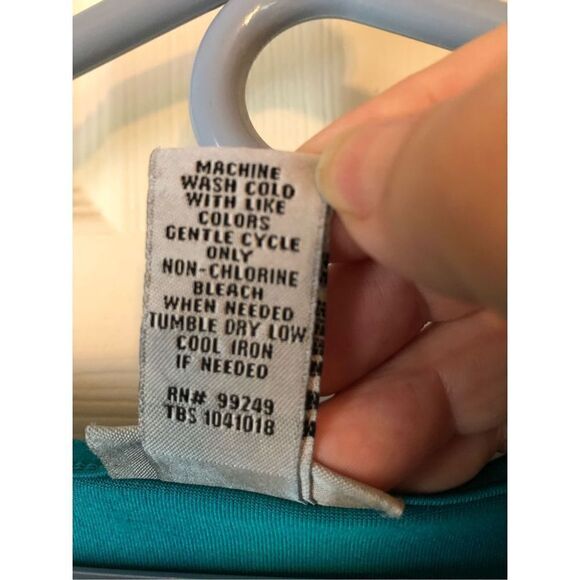 MACHINE
WASH COLD
WITH LIKE
COLORS
GENTLE CYCLE
ONLY
NON-CHLORINE
BLEACH
WHEN NEEDED
TUMBLE DRY LOW
COOL IRON
IF NEEDED
RN# 99249
TBS 1041018